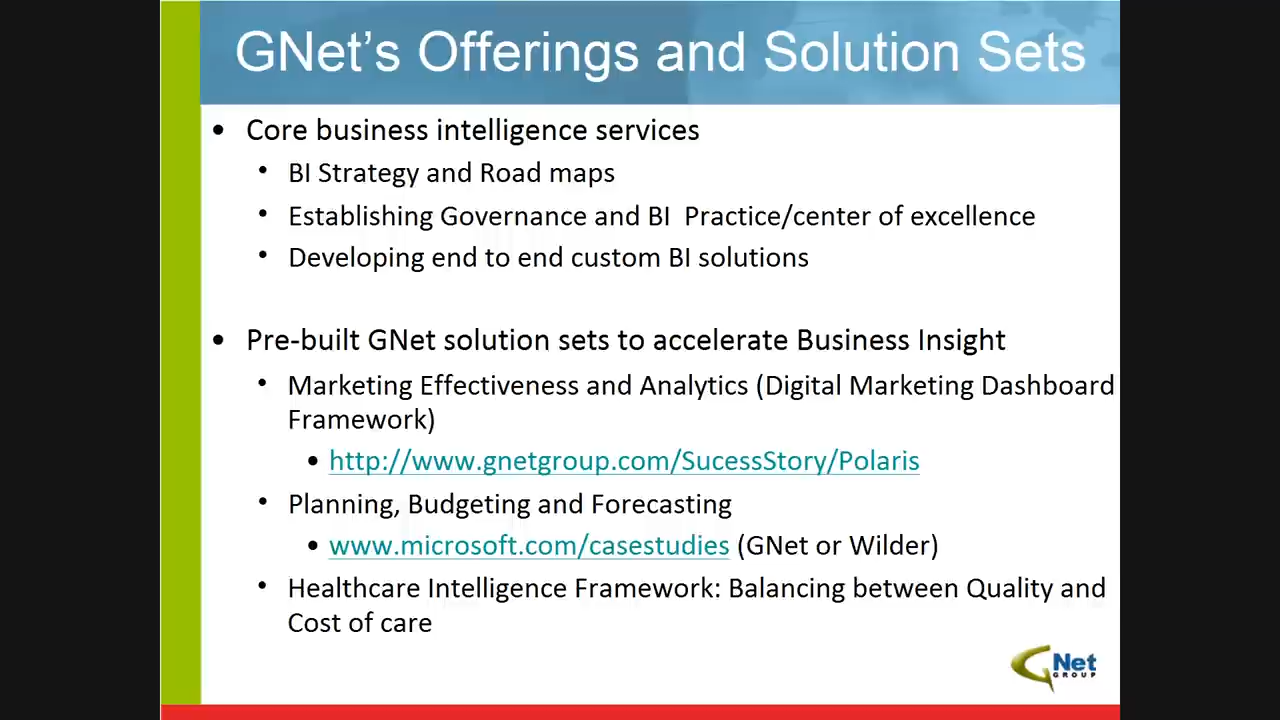 GNet's Offerings and Solution Sets
• Core business intelligence services
• BI Strategy and Road maps
• Establishing Governance and BI Practice/center of excellence
• Developing end to end custom BI solutions
• Pre-built GNet solution sets to accelerate Business Insight
• Marketing Effectiveness and Analytics (Digital Marketing Dashboard
Framework)
• http://www.gnetgroup.com/SucessStory/Polaris
• Planning, Budgeting and Forecasting
• www.microsoft.com/casestudies (GNet or Wilder)
• Healthcare Intelligence Framework: Balancing between Quality and
Cost of care
GNet
GROUP